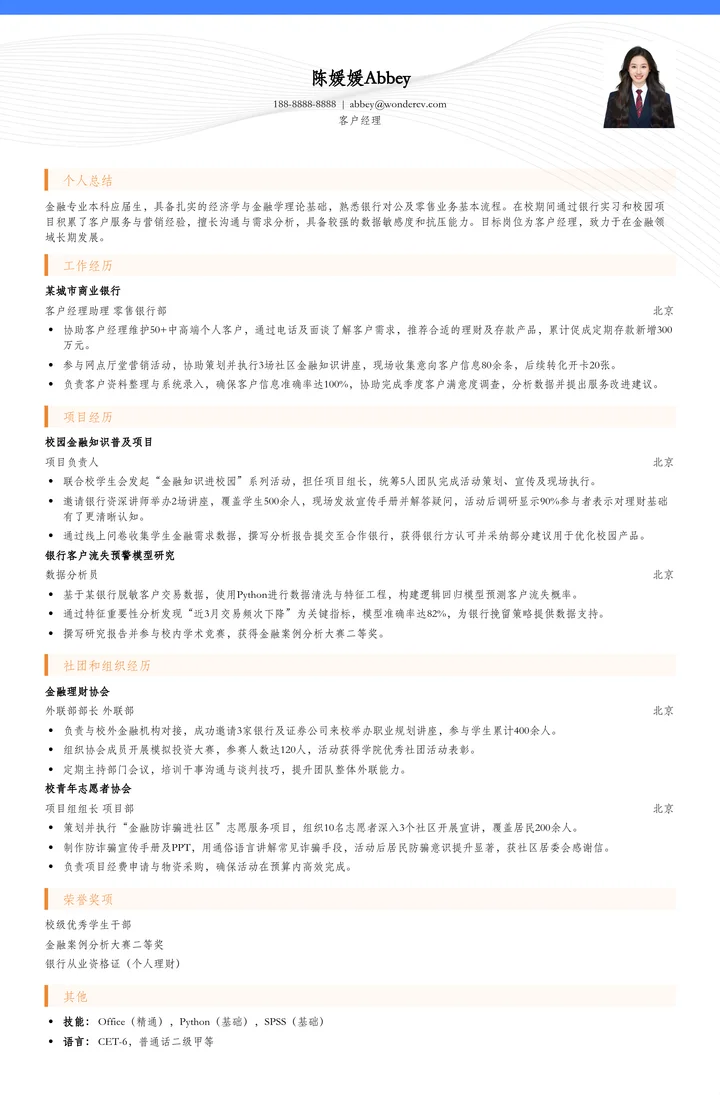 陈媛媛Abbey
188-8888-8888 | abbey@wondercv.com
客户经理
个人总结
金融专业本科应届生，具备扎实的经济学与金融学理论基础，熟悉银行对公及零售业务基本流程。在校期间通过银行实习和校园项
目积累了客户服务与营销经验，擅长沟通与需求分析，具备较强的数据敏感度和抗压能力。目标岗位为客户经理，致力于在金融领
域长期发展。
工作经历
某城市商业银行
客户经理助理 零售银行部 北京
• 协助客户经理维护50+中高端个人客户，通过电话及面谈了解客户需求，推荐合适的理财及存款产品，累计促成定期存款新增300
万元。
• 参与网点厅堂营销活动，协助策划并执行3场社区金融知识讲座，现场收集意向客户信息80余条，后续转化开卡20张。
• 负责客户资料整理与系统录入，确保客户信息准确率达100%，协助完成季度客户满意度调查，分析数据并提出服务改进建议。
项目经历
校园金融知识普及项目
项目负责人 北京
• 联合校学生会发起“金融知识进校园”系列活动，担任项目组长，统筹5人团队完成活动策划、宣传及现场执行。
• 邀请银行资深讲师举办2场讲座，覆盖学生500余人，现场发放宣传手册并解答疑问，活动后调研显示90%参与者表示对理财基础
有了更清晰认知。
• 通过线上问卷收集学生金融需求数据，撰写分析报告提交至合作银行，获得银行方认可并采纳部分建议用于优化校园产品。
银行客户流失预警模型研究
数据分析员 北京
• 基于某银行脱敏客户交易数据，使用Python进行数据清洗与特征工程，构建逻辑回归模型预测客户流失概率。
• 通过特征重要性分析发现“近3月交易频次下降”为关键指标，模型准确率达82%，为银行挽留策略提供数据支持。
• 撰写研究报告并参与校内学术竞赛，获得金融案例分析大赛二等奖。
社团和组织经历
金融理财协会
外联部部长 外联部 北京
• 负责与校外金融机构对接，成功邀请3家银行及证券公司来校举办职业规划讲座，参与学生累计400余人。
• 组织协会成员开展模拟投资大赛，参赛人数达120人，活动获得学院优秀社团活动表彰。
• 定期主持部门会议，培训干事沟通与谈判技巧，提升团队整体外联能力。
校青年志愿者协会
项目组组长 项目部 北京
• 策划并执行“金融防诈骗进社区”志愿服务项目，组织10名志愿者深入3个社区开展宣讲，覆盖居民200余人。
• 制作防诈骗宣传手册及PPT，用通俗语言讲解常见诈骗手段，活动后居民防骗意识提升显著，获社区居委会感谢信。
• 负责项目经费申请与物资采购，确保活动在预算内高效完成。
荣誉奖项
校级优秀学生干部
金融案例分析大赛二等奖
银行从业资格证（个人理财）
其他
• 技能： Office（精通），Python（基础），SPSS（基础）
• 语言： CET-6，普通话二级甲等